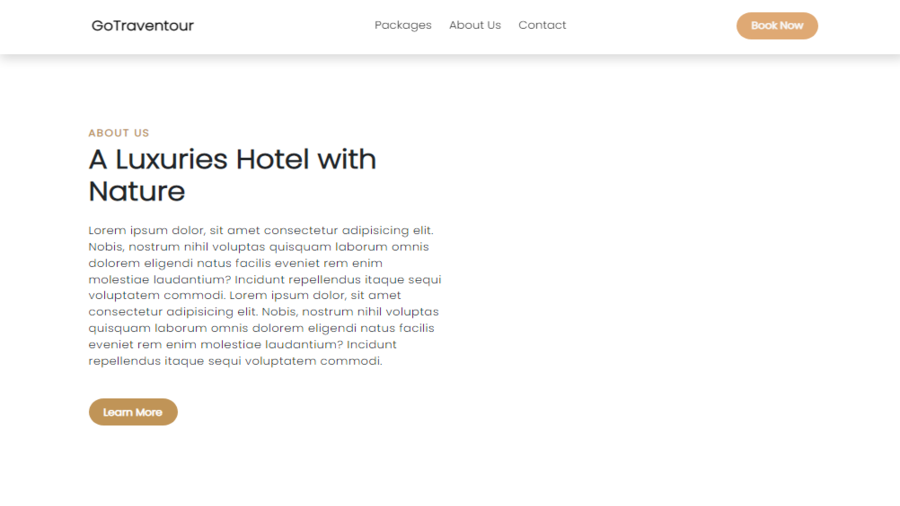 GoTraventour
Packages
About Us
Contact
Book Now
ABOUT US
A Luxuries Hotel with
Nature
Lorem ipsum dolor, sit amet consectetur adipisicing elit.
Nobis, nostrum nihil voluptas quisquam laborum omnis
dolorem eligendi natus facilis eveniet rem enim
molestiae laudantium? Incidunt repellendus itaque sequi
voluptatem commodi. Lorem ipsum dolor, sit amet
consectetur adipisicing elit. Nobis, nostrum nihil voluptas
quisquam laborum omnis dolorem eligendi natus facilis
eveniet rem enim molestiae laudantium? Incidunt
repellendus itaque sequi voluptatem commodi.
Learn More